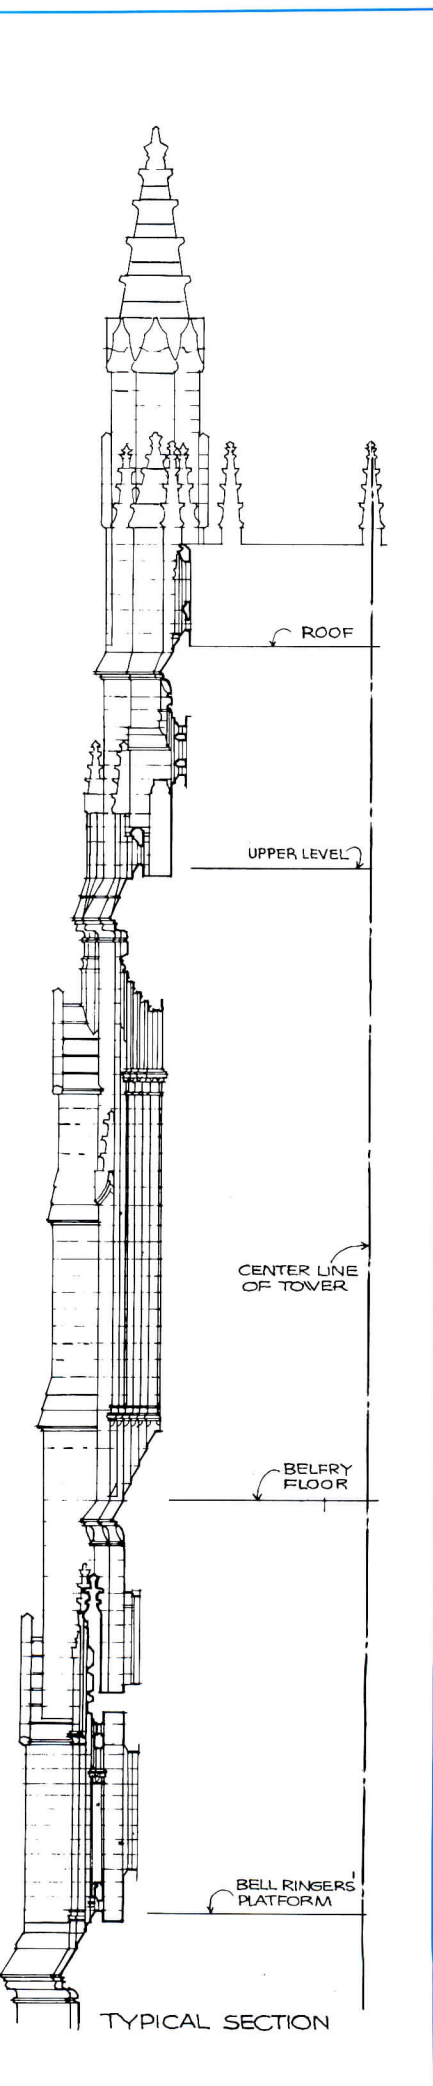 ROOF
UPPER LEVEL
CENTER LINE
OF TOWER
BELFRY
FLOOR
BELL RINGERS'
PLATFORM
TYPICAL SECTION